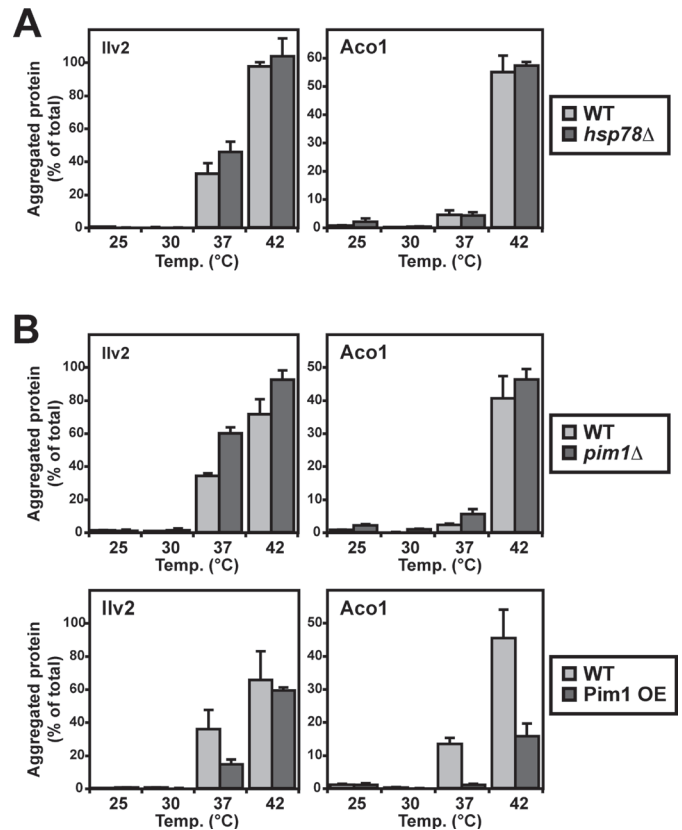 A
Ilv2
Aco1
Aggregated protein
(% of total)
100
80
60
40
20
0
60
50
40
30
20
10
0
25 30 37 42
Temp. (°C)
25 30 37 42
Temp. (°C)
WT
hsp78Δ
B
Ilv2
Aco1
Aggregated protein
(% of total)
100
80
60
40
20
0
50
40
30
20
10
0
25 30 37 42
Temp. (°C)
25 30 37 42
Temp. (°C)
WT
pim1Δ
Ilv2
Aco1
Aggregated protein
(% of total)
100
80
60
40
20
0
50
40
30
20
10
0
25 30 37 42
Temp. (°C)
25 30 37 42
Temp. (°C)
WT
Pim1 OE